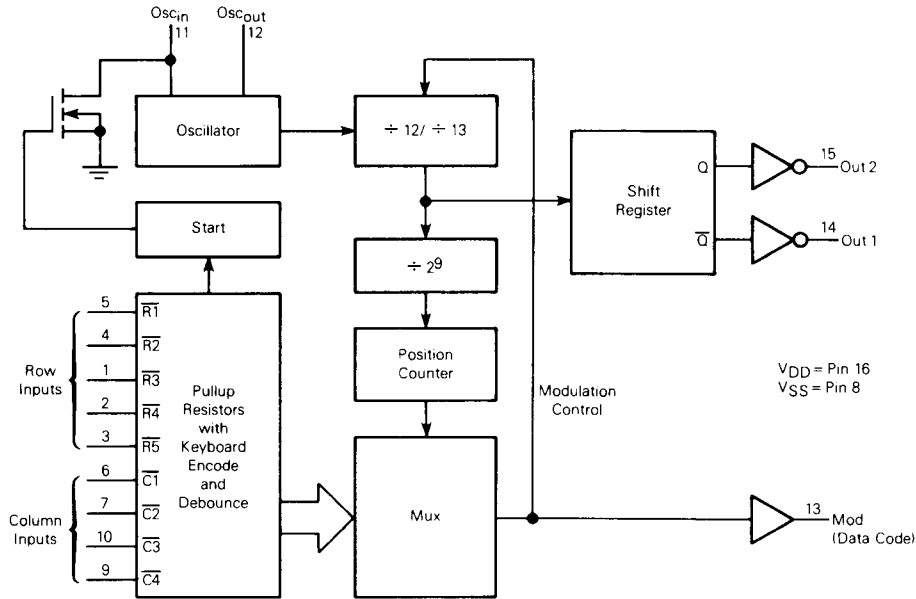 Osc_in
11
Osc_out
12
Oscillator
÷ 12/ ÷ 13
Shift
Register
Q
Q̅
15
Out 2
14
Out 1
Start
÷ 2⁹
Position
Counter
Modulation
Control
V_DD = Pin 16
V_SS = Pin 8
Row
Inputs
5
R̅1̅
4
R̅2̅
1
R̅3̅
2
R̅4̅
3
R̅5̅
Column
Inputs
6
C̅1̅
7
C̅2̅
10
C̅3̅
9
C̅4̅
Pullup
Resistors
with
Keyboard
Encode
and
Debounce
Mux
13
Mod
(Data Code)